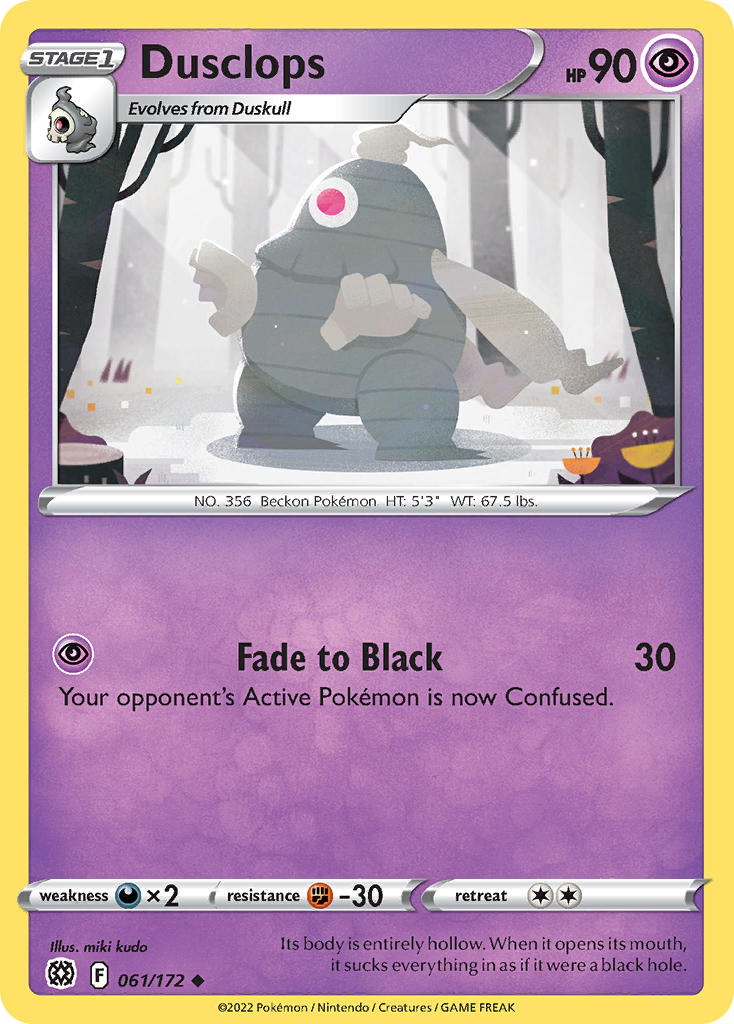 STAGE1
Dusclops
HP 90
Evolves from Duskull
NO. 356 Beckon Pokémon HT: 5'3" WT: 67.5 lbs.
Fade to Black 30
Your opponent's Active Pokémon is now Confused.
weakness ×2 resistance -30 retreat
Illus. miki kudo
Its body is entirely hollow. When it opens its mouth,
it sucks everything in as if it were a black hole.
F 061/172
©2022 Pokémon / Nintendo / Creatures / GAME FREAK